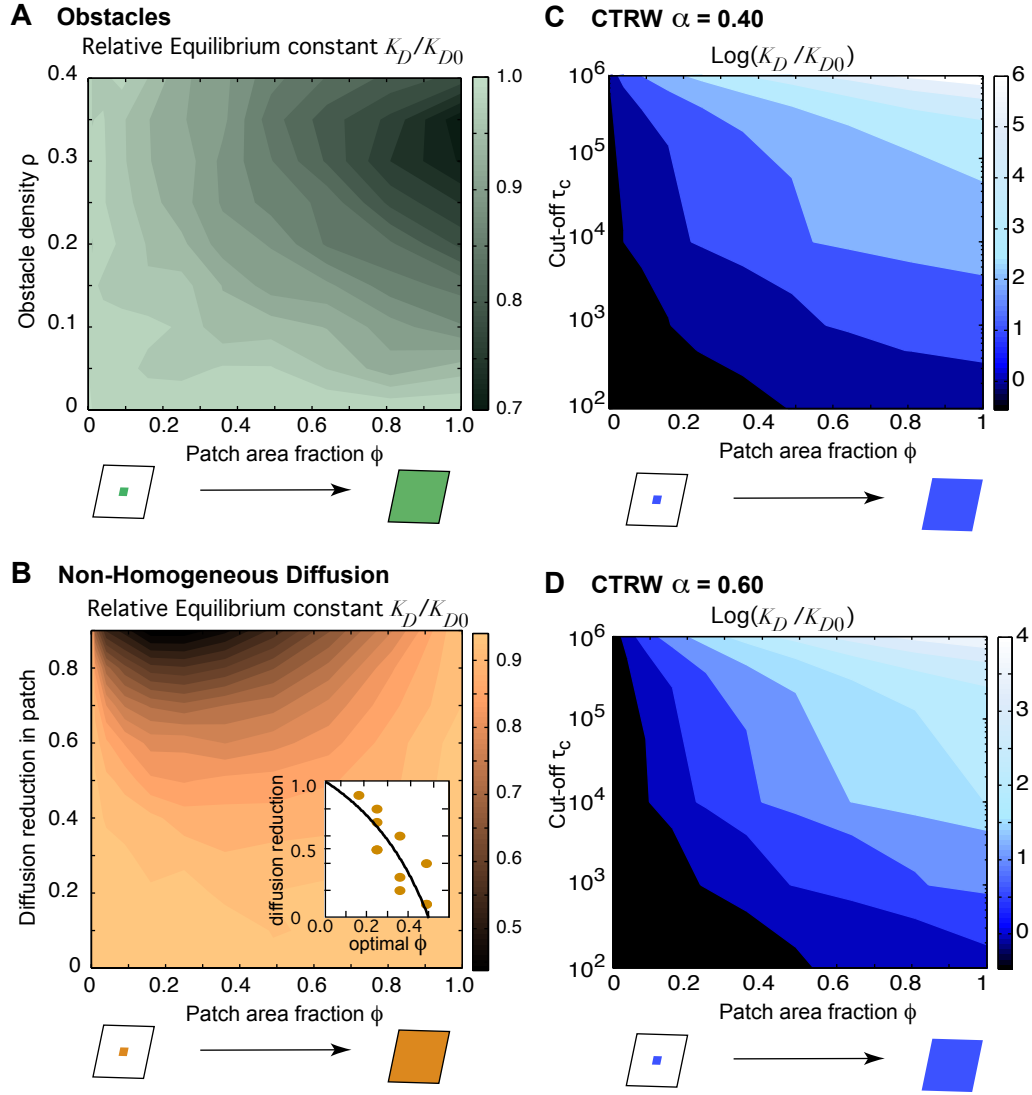 A Obstacles
Relative Equilibrium constant K_D/K_D0
0.4
0.3
0.2
0.1
0
Obstacle density ρ
0 0.2 0.4 0.6 0.8 1.0
Patch area fraction ϕ
1.0
0.9
0.8
0.7
B Non-Homogeneous Diffusion
Relative Equilibrium constant K_D/K_D0
0.8
0.6
0.4
0.2
0
Diffusion reduction in patch
0 0.2 0.4 0.6 0.8 1.0
Patch area fraction ϕ
0.9
0.8
0.7
0.6
0.5
1.0
0.5
0
diffusion reduction
0.0 0.2 0.4
optimal ϕ
C CTRW α = 0.40
Log(K_D/K_D0)
10^6
10^5
10^4
10^3
10^2
Cut-off τ_c
0 0.2 0.4 0.6 0.8 1
Patch area fraction ϕ
6
5
4
3
2
1
0
D CTRW α = 0.60
Log(K_D/K_D0)
10^6
10^5
10^4
10^3
10^2
Cut-off τ_c
0 0.2 0.4 0.6 0.8 1
Patch area fraction ϕ
4
3
2
1
0